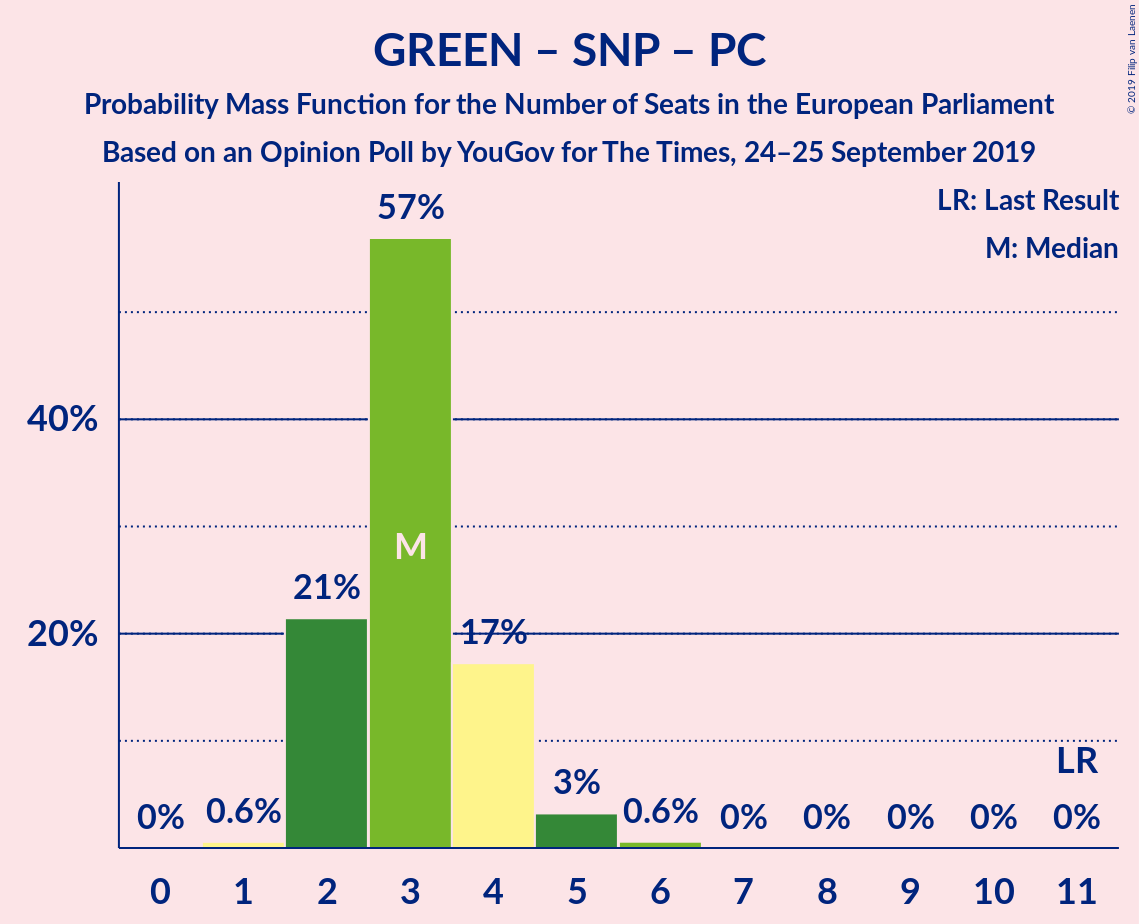 GREEN – SNP – PC
Probability Mass Function for the Number of Seats in the European Parliament
Based on an Opinion Poll by YouGov for The Times, 24–25 September 2019
© 2019 Filip van Laenen
LR: Last Result
M: Median
57%
40%
M
21%
20%
17%
LR
3%
0% 0.6% 0.6% 0% 0% 0% 0% 0%
0 1 2 3 4 5 6 7 8 9 10 11